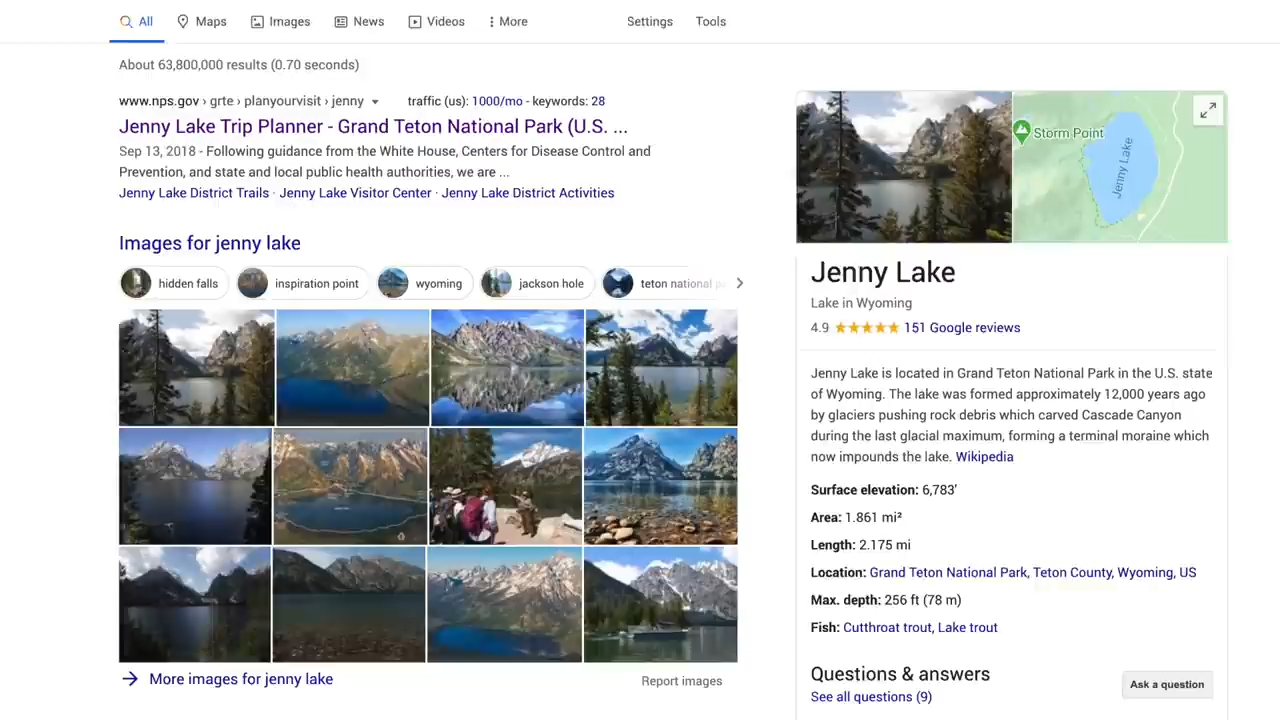 All Maps Images News Videos More Settings Tools
About 63,800,000 results (0.70 seconds)
www.nps.gov › grte › planyourvisit › jenny traffic (us): 1000/mo - keywords: 28
Jenny Lake Trip Planner - Grand Teton National Park (U.S. ...
Sep 13, 2018 - Following guidance from the White House, Centers for Disease Control and
Prevention, and state and local public health authorities, we are ...
Jenny Lake District Trails · Jenny Lake Visitor Center · Jenny Lake District Activities
Images for jenny lake
hidden falls inspiration point wyoming jackson hole teton national
More images for jenny lake Report images
Storm Point
Jenny Lake
Jenny Lake
Lake in Wyoming
4.9 151 Google reviews
Jenny Lake is located in Grand Teton National Park in the U.S. state
of Wyoming. The lake was formed approximately 12,000 years ago
by glaciers pushing rock debris which carved Cascade Canyon
during the last glacial maximum, forming a terminal moraine which
now impounds the lake. Wikipedia
Surface elevation: 6,783'
Area: 1.861 mi²
Length: 2.175 mi
Location: Grand Teton National Park, Teton County, Wyoming, US
Max. depth: 256 ft (78 m)
Fish: Cutthroat trout, Lake trout
Questions & answers
See all questions (9)
Ask a question